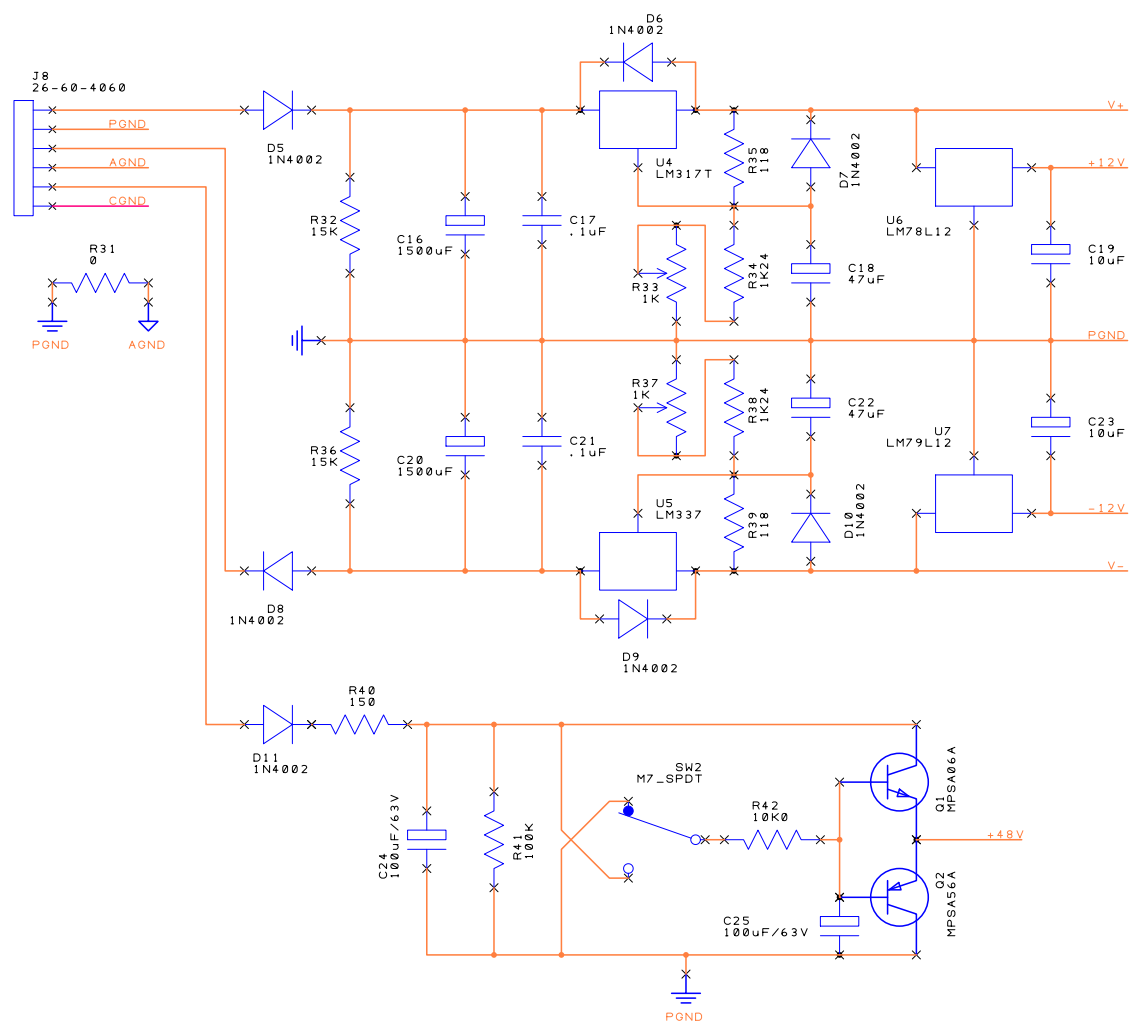 D6
1N4002
J8
26-60-4060
V+
PGND
AGND
CGND
D5
1N4002
U4
LM317T
R35
118
D7
1N4002
+12V
U6
LM78L12
R32
15K
C16
1500uF
C17
.1uF
R31
0
R33
1K
R34
1K24
C18
47uF
C19
10uF
PGND
AGND
PGND
R37
1K
R38
1K24
C22
47uF
C23
10uF
U7
LM79L12
R36
15K
C20
1500uF
C21
.1uF
U5
LM337
R39
118
D10
1N4002
-12V
V-
D8
1N4002
D9
1N4002
R40
150
D11
1N4002
SW2
M7_SPDT
Q1
MPSA06A
C24
100uF/63V
R41
100K
R42
10K0
+48V
Q2
MPSA56A
C25
100uF/63V
PGND